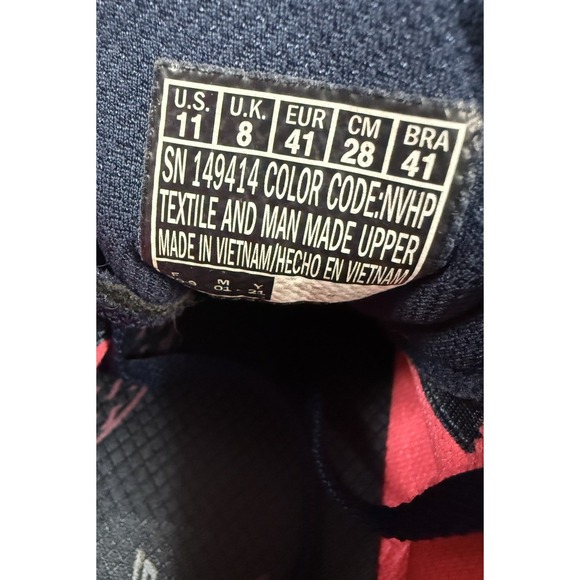 U.S. U.K. EUR CM BRA
11 8 41 28 41
SN 149414 COLOR CODE:NVHP
TEXTILE AND MAN MADE UPPER
MADE IN VIETNAM/HECHO EN VIETNAM
F M Y
9 01 21